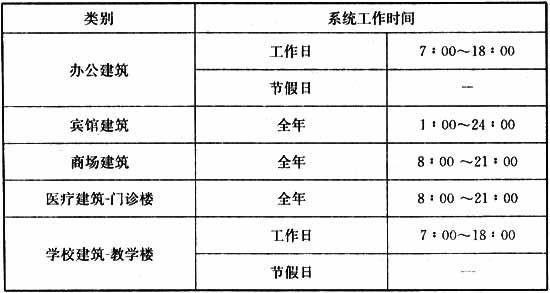 类别 系统工作时间
办公建筑 工作日 7：00～18：00
节假日 —
宾馆建筑 全年 1：00～24：00
商场建筑 全年 8：00～21：00
医疗建筑-门诊楼 全年 8：00～21：00
学校建筑-教学楼 工作日 7：00～18：00
节假日 —